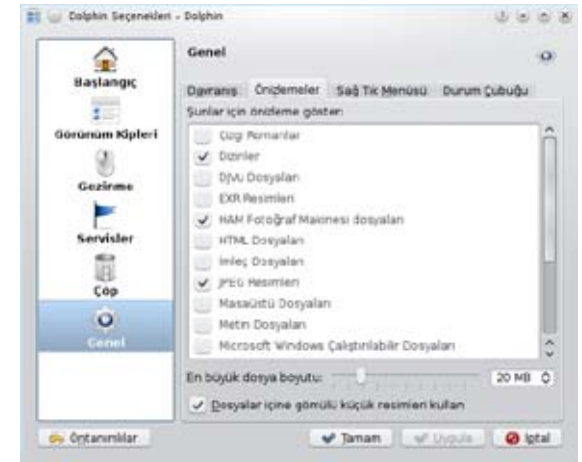 Dolphin Seçenekleri - Dolphin
Başlangıç
Görünüm Kipleri
Gezinme
Servisler
Çöp
Genel
Genel
Davranış Önizlemeler Sağ Tık Menüsü Durum Çubuğu
Şunlar için önizleme göster:
Çizgi Romanlar
Dizinler
DjVu Dosyaları
EXR Resimleri
HAM Fotoğraf Makinesi dosyaları
HTML Dosyaları
İmleç Dosyaları
JPEG Resimleri
Masaüstü Dosyaları
Metin Dosyaları
Microsoft Windows Çalıştırılabilir Dosyaları
En büyük dosya boyutu: 20 MB
Dosyalar içine gömülü küçük resimleri kullan
Öntanımlılar Tamam Uygula İptal